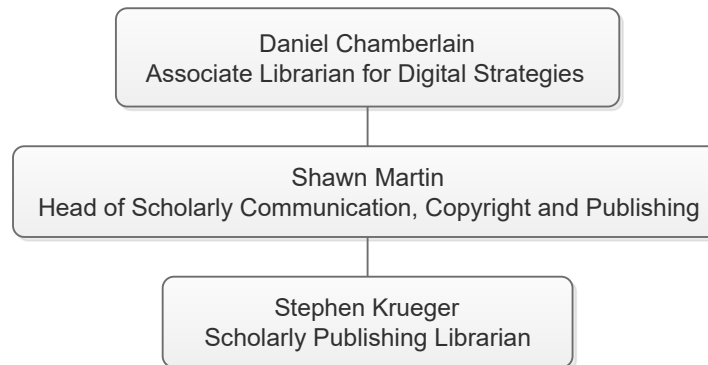 Daniel Chamberlain
Associate Librarian for Digital Strategies
Shawn Martin
Head of Scholarly Communication, Copyright and Publishing
Stephen Krueger
Scholarly Publishing Librarian